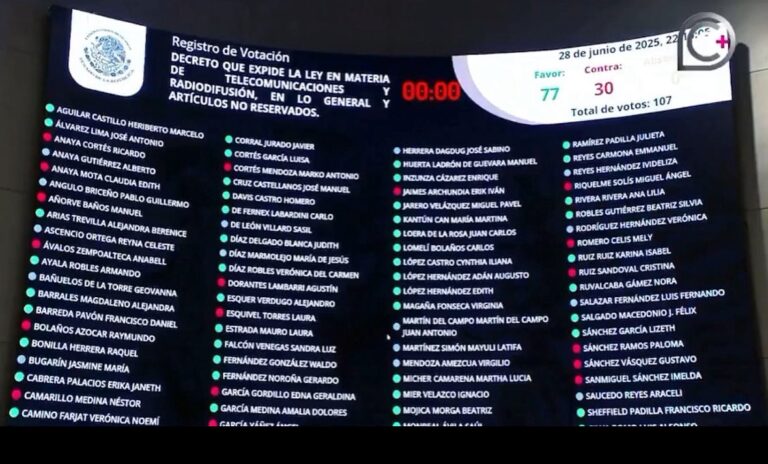 Registro de Votación
DECRETO QUE EXPIDE LA LEY EN MATERIA
DE TELECOMUNICACIONES Y
RADIODIFUSIÓN, EN LO GENERAL Y
ARTÍCULOS NO RESERVADOS.
00:00
28 de junio de 2025,
Favor:
77
Contra:
30
Total de votos: 107
AGUILAR CASTILLO HERIBERTO MARCELO
ÁLVAREZ LIMA JOSÉ ANTONIO
ANAYA CORTÉS RICARDO
ANAYA GUTIÉRREZ ALBERTO
ANAYA MOTA CLAUDIA EDITH
ANGULO BRICEÑO PABLO GUILLERMO
AÑORVE BAÑOS MANUEL
ARIAS TREVILLA ALEJANDRA BERENICE
ASCENCIO ORTEGA REYNA CELESTE
ÁVALOS ZEMPOALTECA ANABELL
AYALA ROBLES ARMANDO
BAÑUELOS DE LA TORRE GEOVANNA
BARRALES MAGDALENO ALEJANDRA
BARREDA PAVÓN FRANCISCO DANIEL
BOLAÑOS AZOCAR RAYMUNDO
BONILLA HERRERA RAQUEL
BUGARÍN JASMINE MARÍA
CABRERA PALACIOS ERIKA JANETH
CAMARILLO MEDINA NÉSTOR
CAMINO FARJAT VERÓNICA NOEMÍ
CORRAL JURADO JAVIER
CORTÉS GARCÍA LUISA
CORTÉS MENDOZA MARKO ANTONIO
CRUZ CASTELLANOS JOSÉ MANUEL
DAVIS CASTRO HOMERO
DE FERNEX LABARDINI CARLO
DE LEÓN VILLARD SASIL
DÍAZ DELGADO BLANCA JUDITH
DÍAZ MARMOLEJO MARÍA DE JESÚS
DÍAZ ROBLES VERÓNICA DEL CARMEN
DORANTES LAMBARRI AGUSTÍN
ESQUER VERDUGO ALEJANDRO
ESQUIVEL TORRES LAURA
ESTRADA MAURO LAURA
FALCÓN VENEGAS SANDRA LUZ
FERNÁNDEZ GONZÁLEZ WALDO
FERNÁNDEZ NOROÑA GERARDO
GARCÍA GORDILLO EDNA GERALDINA
GARCÍA MEDINA AMALIA DOLORES
GARCÍA YÁÑEZ ÁNGEL
HERRERA DAGDUG JOSÉ SABINO
HUERTA LADRÓN DE GUEVARA MANUEL
INZUNZA CÁZAREZ ENRIQUE
JAIMES ARCHUNDIA ERIK IVÁN
JARERO VELÁZQUEZ MIGUEL PAVEL
KANTÚN CAN MARÍA MARTINA
LOERA DE LA ROSA JUAN CARLOS
LOMELÍ BOLAÑOS CARLOS
LÓPEZ CASTRO CYNTHIA ILIANA
LÓPEZ HERNÁNDEZ ADÁN AUGUSTO
LÓPEZ HERNÁNDEZ EDITH
MAGAÑA FONSECA VIRGINIA
MARTÍN DEL CAMPO MARTÍN DEL CAMPO
JUAN ANTONIO
MARTÍNEZ SIMÓN MAYULI LATIFA
MENDOZA AMEZCUA VIRGILIO
MICHER CAMARENA MARTHA LUCIA
MIER VELAZCO IGNACIO
MOJICA MORGA BEATRIZ
MONREAL ÁVILA SAÚL
RAMÍREZ PADILLA JULIETA
REYES CARMONA EMMANUEL
REYES HERNÁNDEZ IVIDELIZA
RIQUELME SOLÍS MIGUEL ÁNGEL
RIVERA RIVERA ANA LILIA
ROBLES GUTIÉRREZ BEATRIZ SILVIA
RODRÍGUEZ HERNÁNDEZ VERÓNICA
ROMERO CELIS MELY
RUIZ RUIZ KARINA ISABEL
RUIZ SANDOVAL CRISTINA
RUVALCABA GÁMEZ NORA
SALAZAR FERNÁNDEZ LUIS FERNANDO
SALGADO MACEDONIO J. FÉLIX
SÁNCHEZ GARCÍA LIZETH
SÁNCHEZ RAMOS PALOMA
SÁNCHEZ VÁSQUEZ GUSTAVO
SANMIGUEL SÁNCHEZ IMELDA
SAUCEDO REYES ARACELI
SHEFFIELD PADILLA FRANCISCO RICARDO